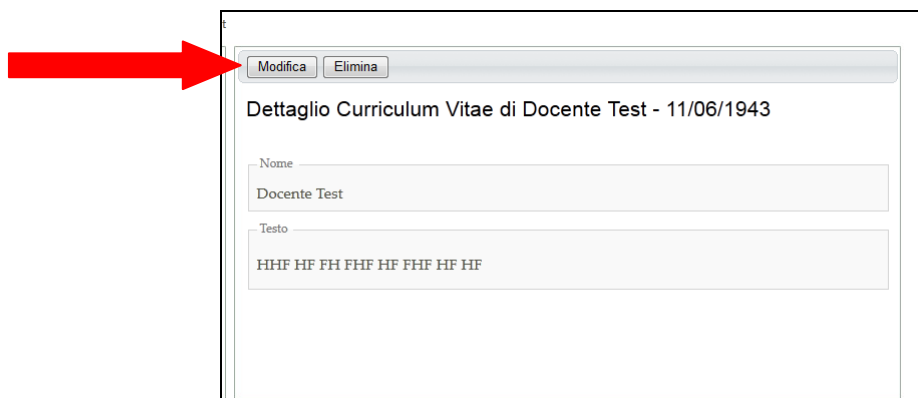 t
Modifica Elimina
Dettaglio Curriculum Vitae di Docente Test - 11/06/1943
Nome
Docente Test
Testo
HHF HF FH FHF HF FHF HF HF